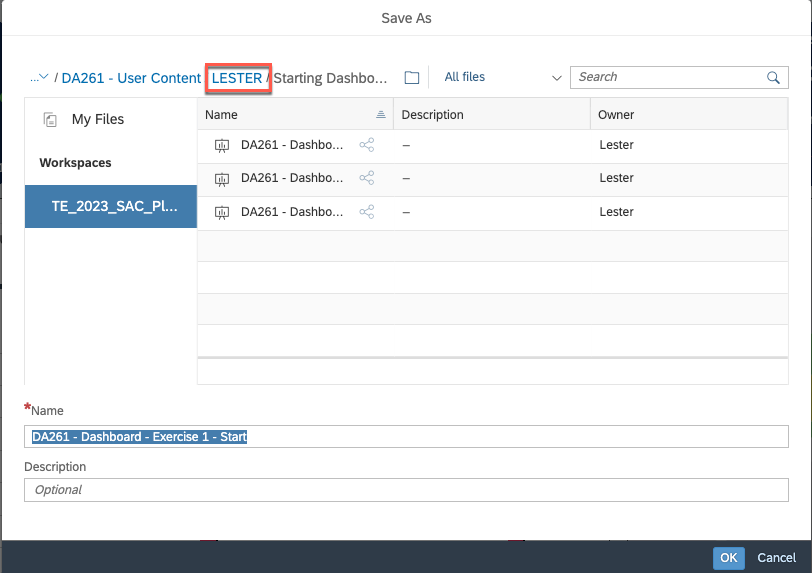 Save As
... / DA261 - User Content / LESTER / Starting Dashbo...
All files
Search
My Files
Workspaces
TE_2023_SAC_Pl...
Name Description Owner
DA261 - Dashbo... – Lester
DA261 - Dashbo... – Lester
DA261 - Dashbo... – Lester
*Name
DA261 - Dashboard - Exercise 1 - Start
Description
Optional
OK Cancel